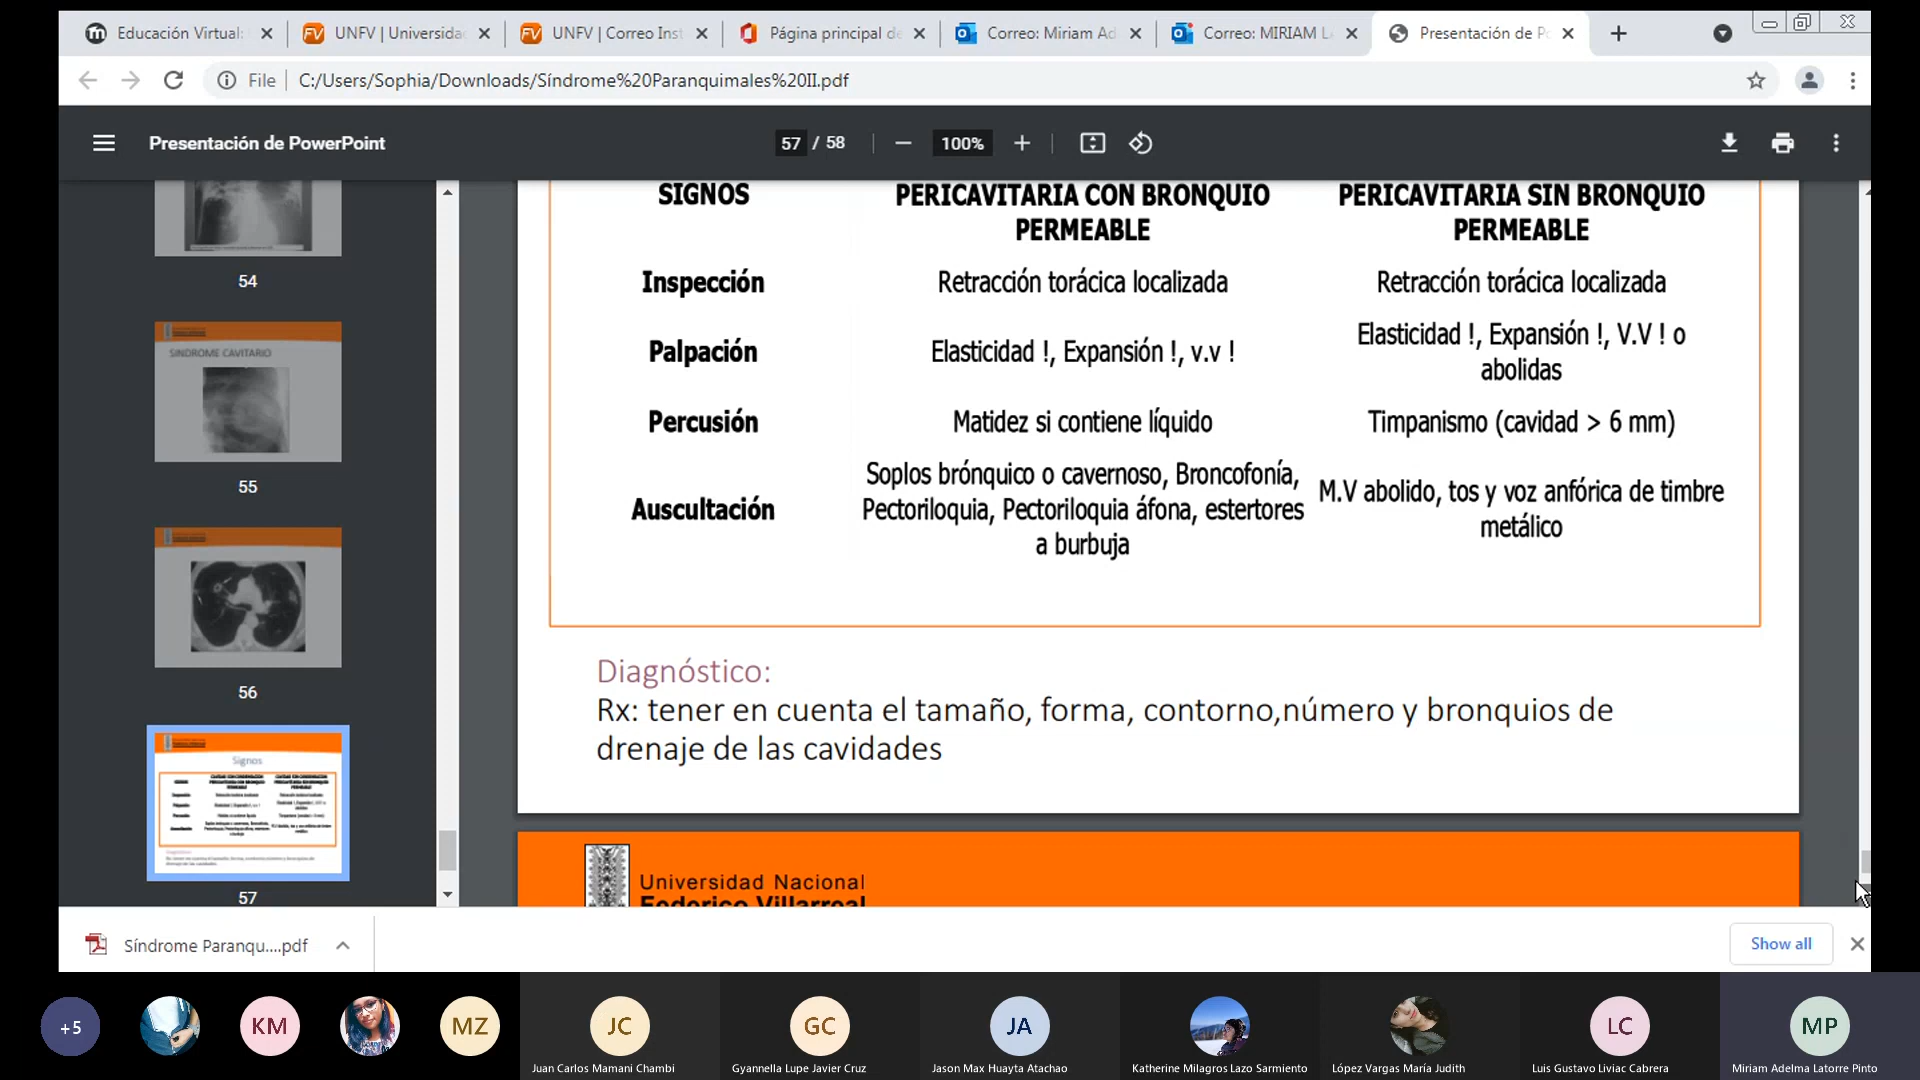 Educación Virtual:
UNFV | Universida
UNFV | Correo Inst
Página principal de
Correo: Miriam Ad
Correo: MIRIAM L
Presentación de P
File
C:/Users/Sophia/Downloads/Síndrome%20Paranquimales%20II.pdf
Presentación de PowerPoint
57 / 58
100%
54
SINDROME CAVITARIO
55
56
Signos
57
SIGNOS
PERICAVITARIA CON BRONQUIO
PERMEABLE
PERICAVITARIA SIN BRONQUIO
PERMEABLE
Inspección
Retracción torácica localizada
Retracción torácica localizada
Palpación
Elasticidad !, Expansión !, v.v !
Elasticidad !, Expansión !, V.V ! o
abolidas
Percusión
Matidez si contiene líquido
Timpanismo (cavidad > 6 mm)
Auscultación
Soplos brónquico o cavernoso, Broncofonía,
Pectoriloquia, Pectoriloquia áfona, estertores
a burbuja
M.V abolido, tos y voz anfórica de timbre
metálico
Diagnóstico:
Rx: tener en cuenta el tamaño, forma, contorno,número y bronquios de
drenaje de las cavidades
Universidad Nacional
Federico Villarreal
Síndrome Paranqu....pdf
Show all
+5
KM
MZ
JC
GC
JA
LC
MP
Juan Carlos Mamani Chambi
Gyannella Lupe Javier Cruz
Jason Max Huayta Atachao
Katherine Milagros Lazo Sarmiento
López Vargas María Judith
Luis Gustavo Liviac Cabrera
Miriam Adelma Latorre Pinto